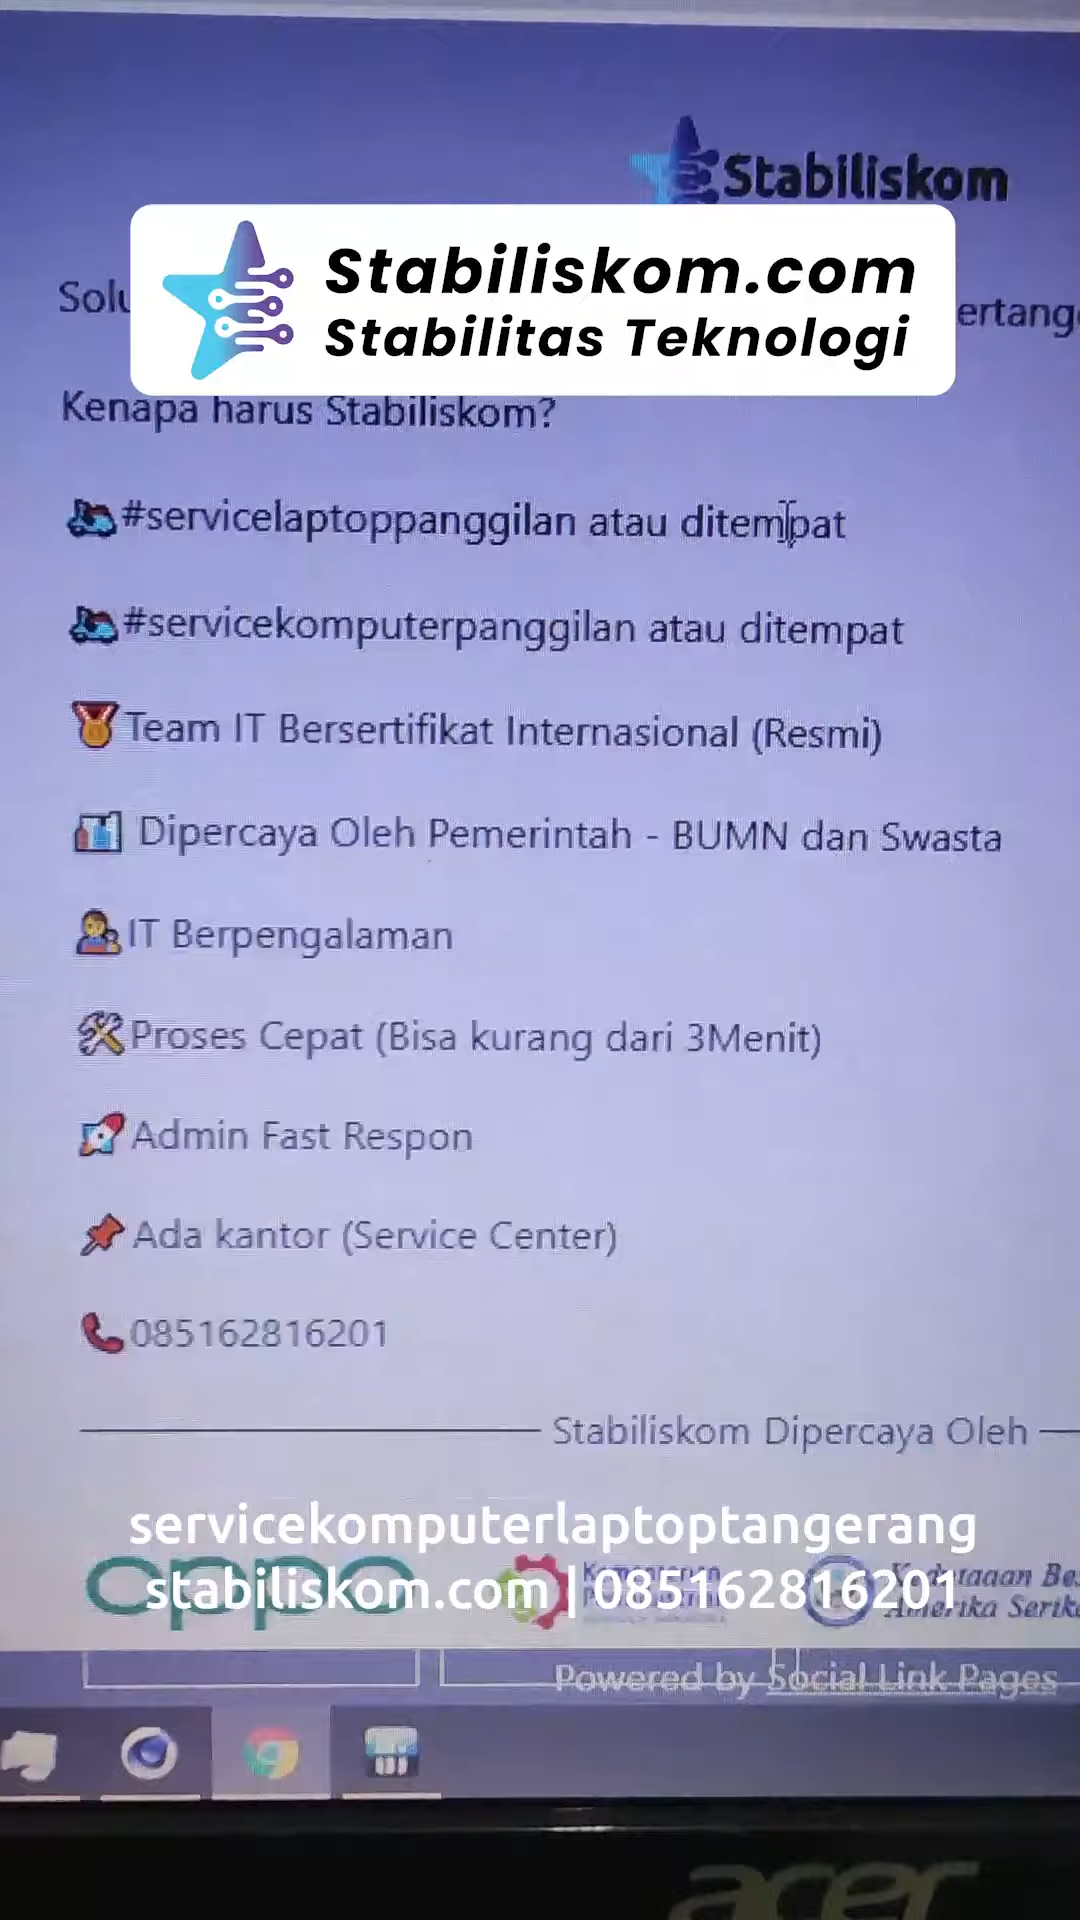 Stabiliskom
Stabiliskom.com
Stabilitas Teknologi
Kenapa harus Stabiliskom?
#servicelaptoppanggilan atau ditempat
#servicekomputerpanggilan atau ditempat
Team IT Bersertifikat Internasional (Resmi)
Dipercaya Oleh Pemerintah - BUMN dan Swasta
IT Berpengalaman
Proses Cepat (Bisa kurang dari 3Menit)
Admin Fast Respon
Ada kantor (Service Center)
085162816201
Stabiliskom Dipercaya Oleh
servicekomputerlaptoptangerang
stabiliskom.com | 085162816201
oppo
Amerika
Powered by Social Link Pages
acer